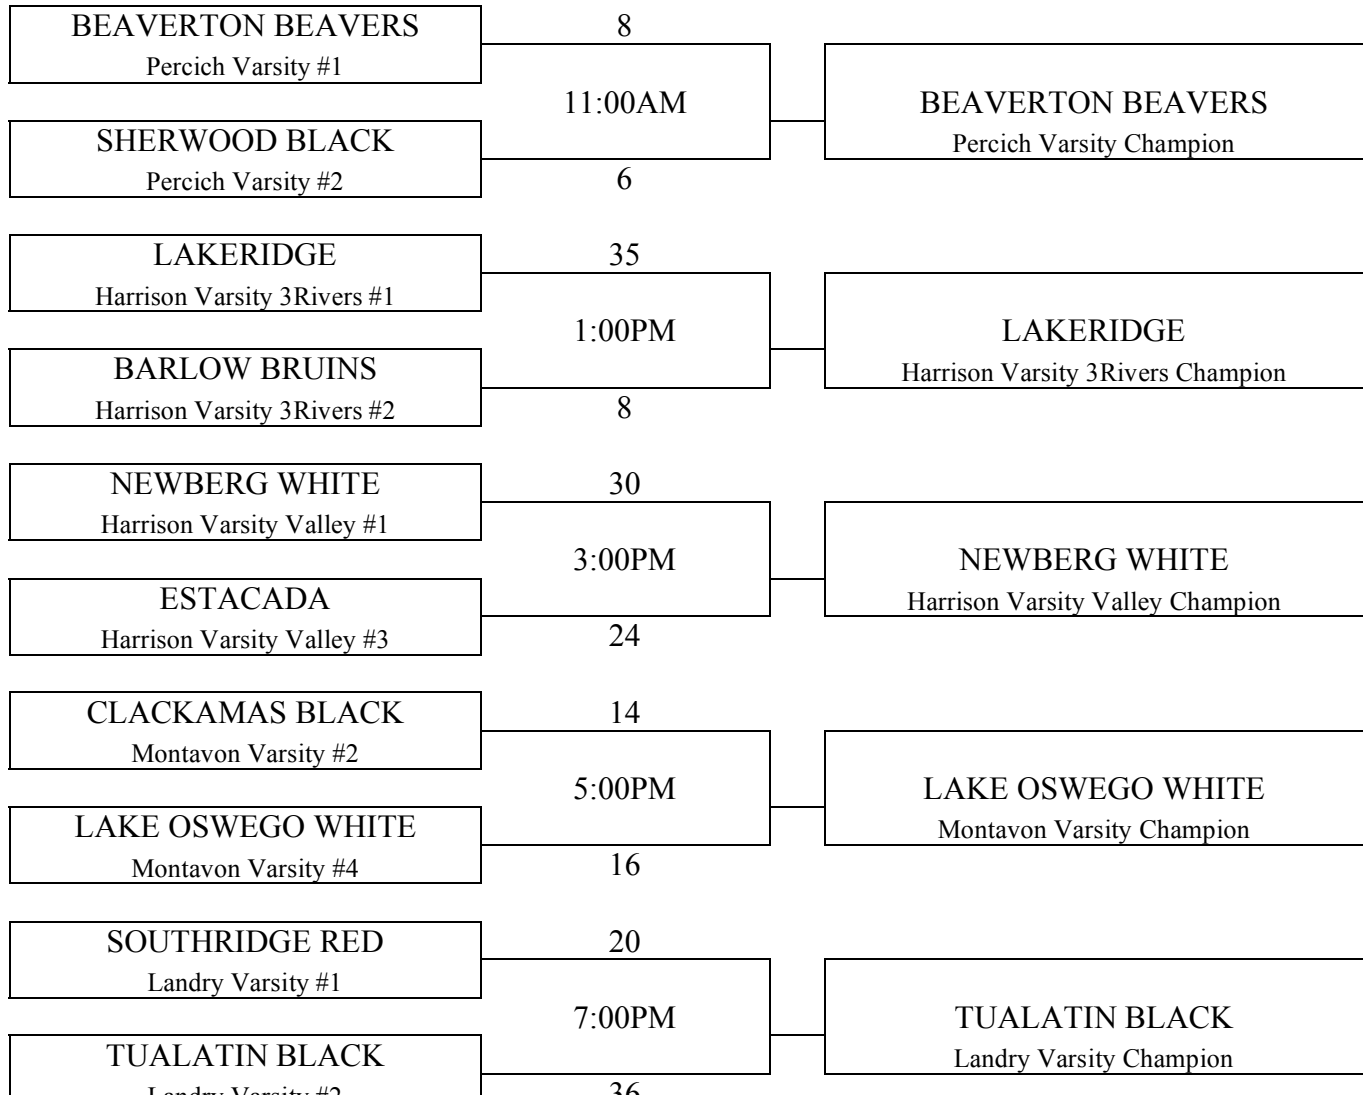 BEAVERTON BEAVERS
Percich Varsity #1
8
11:00AM
SHERWOOD BLACK
Percich Varsity #2
6
BEAVERTON BEAVERS
Percich Varsity Champion
LAKERIDGE
Harrison Varsity 3Rivers #1
35
1:00PM
BARLOW BRUINS
Harrison Varsity 3Rivers #2
8
LAKERIDGE
Harrison Varsity 3Rivers Champion
NEWBERG WHITE
Harrison Varsity Valley #1
30
3:00PM
ESTACADA
Harrison Varsity Valley #3
24
NEWBERG WHITE
Harrison Varsity Valley Champion
CLACKAMAS BLACK
Montavon Varsity #2
14
5:00PM
LAKE OSWEGO WHITE
Montavon Varsity #4
16
LAKE OSWEGO WHITE
Montavon Varsity Champion
SOUTHRIDGE RED
Landry Varsity #1
20
7:00PM
TUALATIN BLACK
Landry Varsity #2
36
TUALATIN BLACK
Landry Varsity Champion